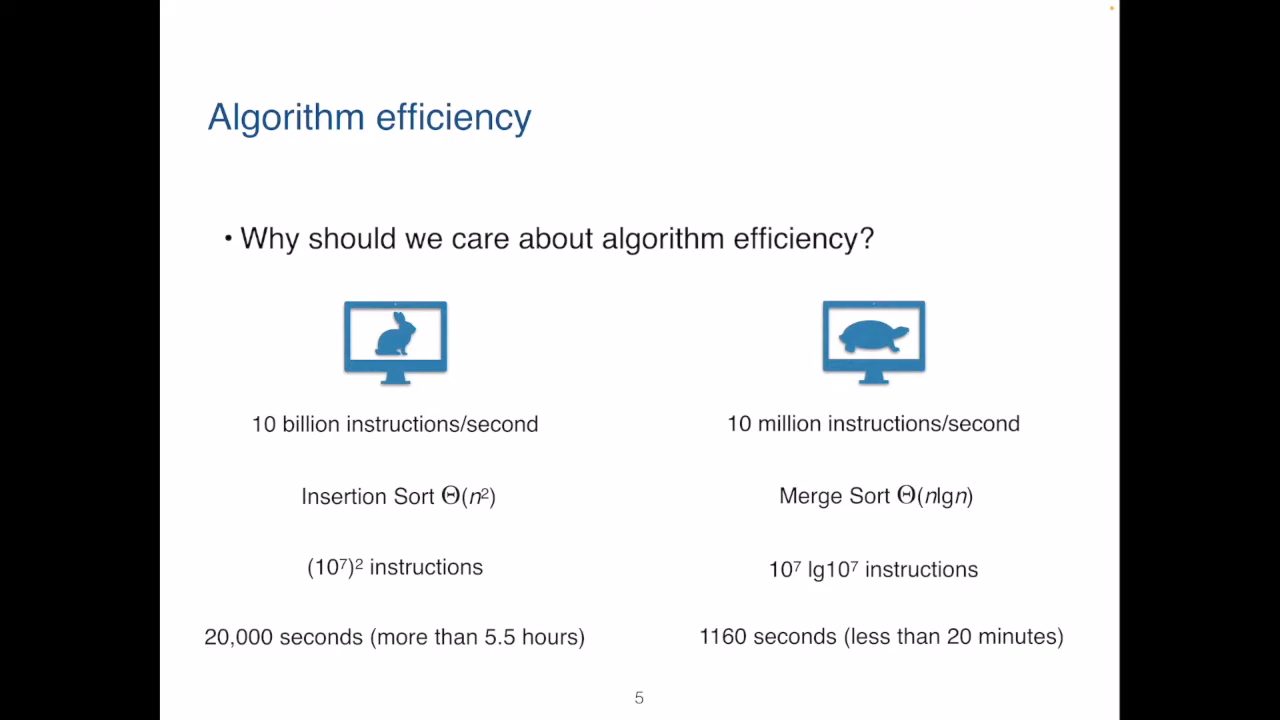 Algorithm efficiency
• Why should we care about algorithm efficiency?
10 billion instructions/second
10 million instructions/second
Insertion Sort Θ(n²)
Merge Sort Θ(nlgn)
(10⁷)² instructions
10⁷ lg10⁷ instructions
20,000 seconds (more than 5.5 hours)
1160 seconds (less than 20 minutes)
5